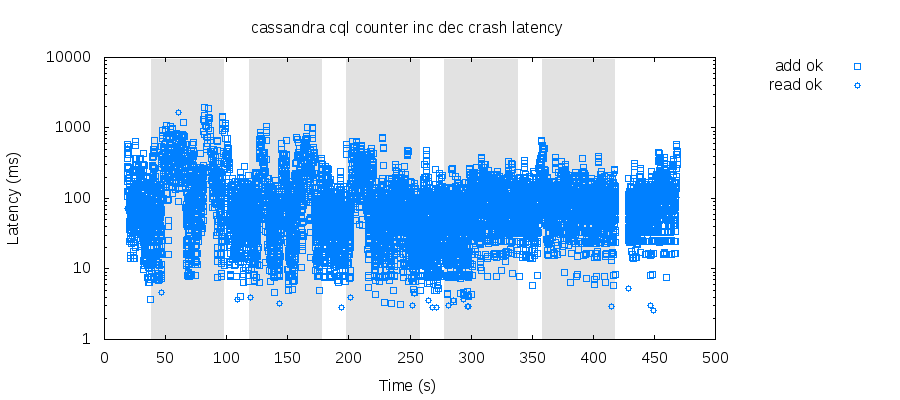 cassandra cql counter inc dec crash latency
10000
1000
100
10
1
Latency (ms)
0 50 100 150 200 250 300 350 400 450 500
Time (s)
add ok
read ok